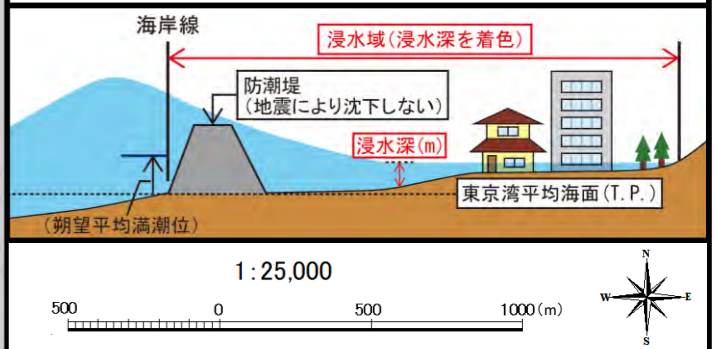 海岸線
浸水域(浸水深を着色)
防潮堤
(地震により沈下しない)
浸水深(m)
東京湾平均海面(T.P.)
(朔望平均満潮位)
1:25,000
500 0 500 1000(m)
N
W E
S